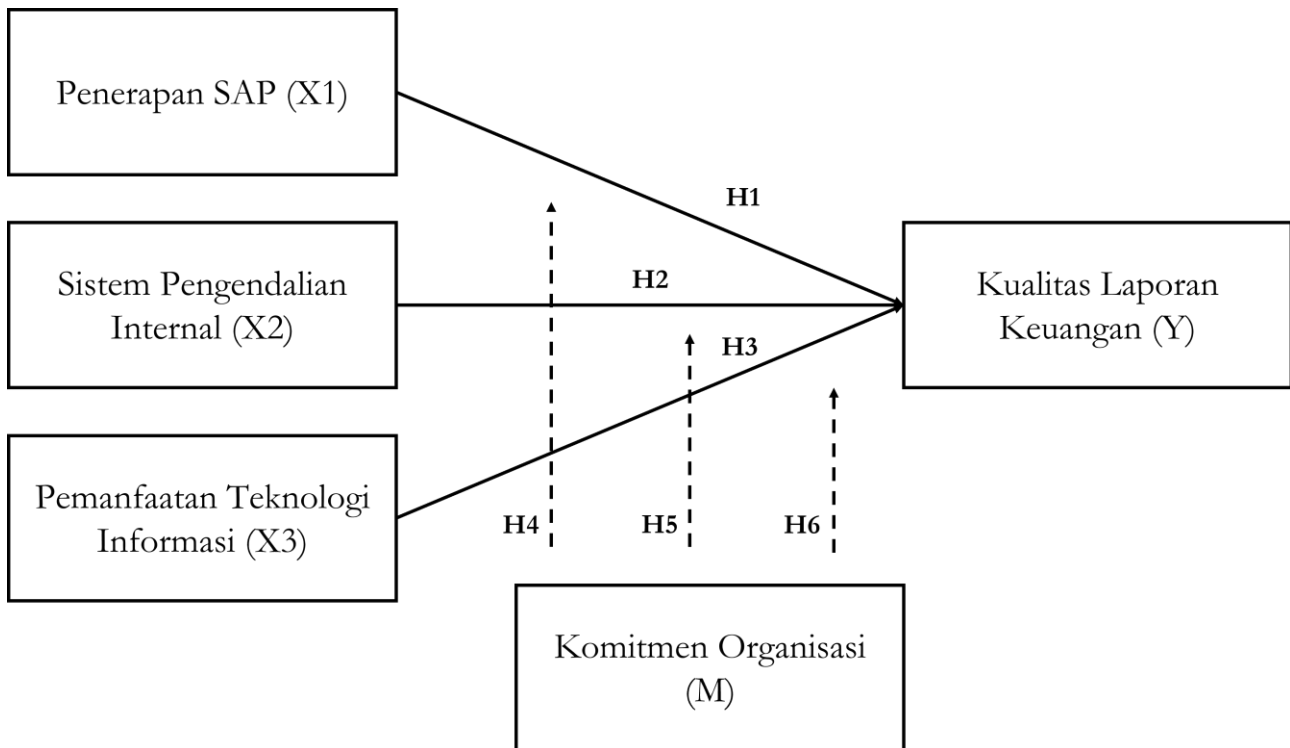 Penerapan SAP (X1)
H1
Sistem Pengendalian
Internal (X2)
H2
Kualitas Laporan
Keuangan (Y)
H3
Pemanfaatan Teknologi
Informasi (X3)
H4
H5
H6
Komitmen Organisasi
(M)